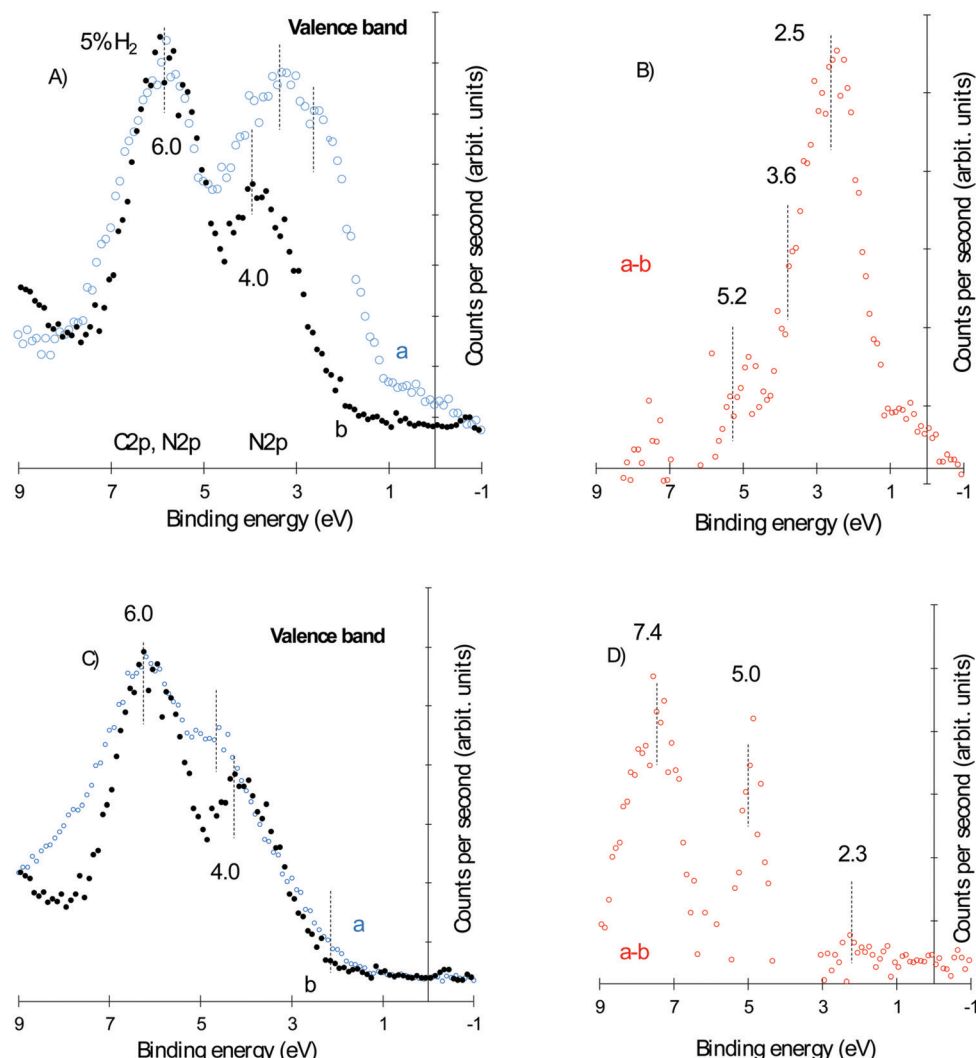 Valence band
5%H2
A)
6.0
4.0
a
b
C2p, N2p
N2p
9
7
5
3
1
-1
Binding energy (eV)
Counts per second (arbit. units)
2.5
B)
3.6
a-b
5.2
9
7
5
3
1
-1
Binding energy (eV)
Counts per second (arbit. units)
6.0
Valence band
C)
4.0
a
b
9
7
5
3
1
-1
Binding energy (eV)
Counts per second (arbit. units)
7.4
D)
5.0
2.3
a-b
9
7
5
3
1
-1
Binding energy (eV)
Counts per second (arbit. units)